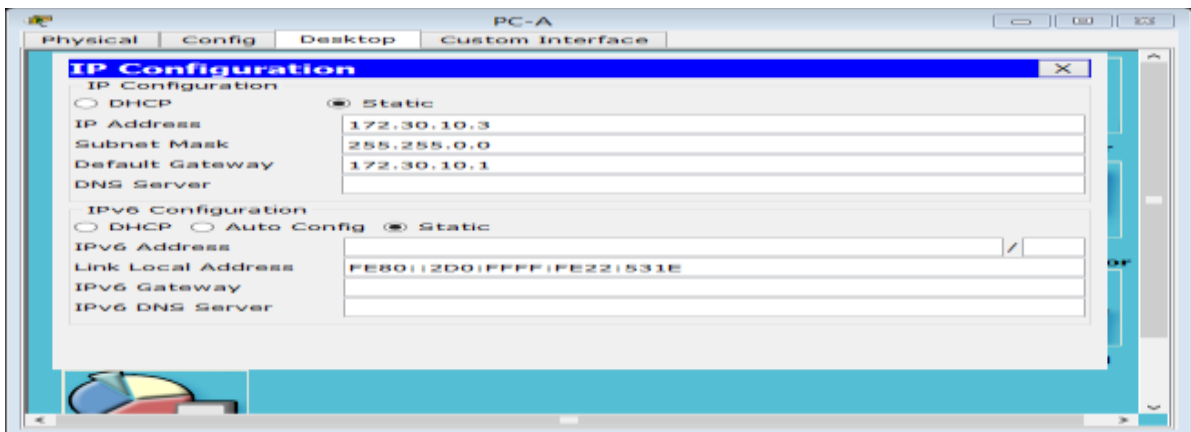 PC-A
Physical Config Desktop Custom Interface
IP Configuration
IP Configuration
DHCP Static
IP Address 172.30.10.3
Subnet Mask 255.255.0.0
Default Gateway 172.30.10.1
DNS Server
IPv6 Configuration
DHCP Auto Config Static
IPv6 Address /
Link Local Address FE80::2D0:FFFF:FE22:531E
IPv6 Gateway
IPv6 DNS Server
or